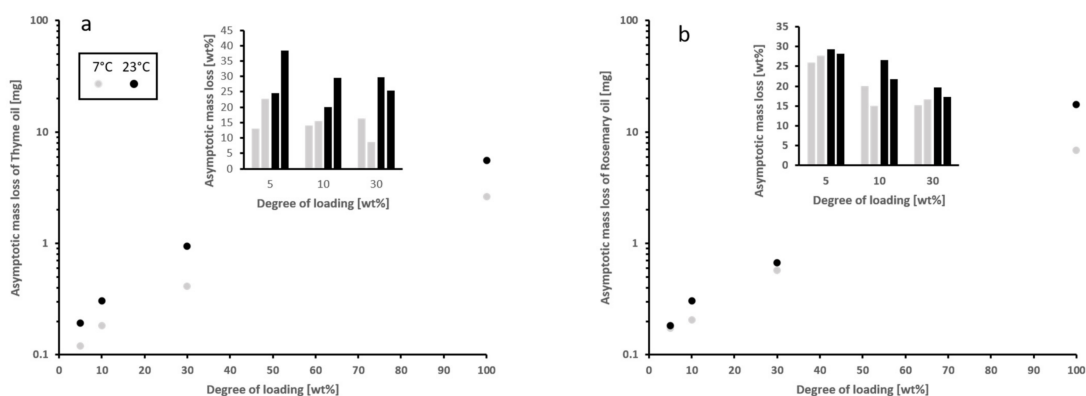 a
7°C 23°C
Asymptotic mass loss of Thyme oil [mg]
100
10
1
0.1
0 10 20 30 40 50 60 70 80 90 100
Degree of loading [wt%]
Asymptotic mass loss [wt%]
45
40
35
30
25
20
15
10
5
0
5 10 30
Degree of loading [wt%]
b
Asymptotic mass loss of Rosemary oil [mg]
100
10
1
0.1
0 10 20 30 40 50 60 70 80 90 100
Degree of loading [wt%]
Asymptotic mass loss [wt%]
35
30
25
20
15
10
5
0
5 10 30
Degree of loading [wt%]